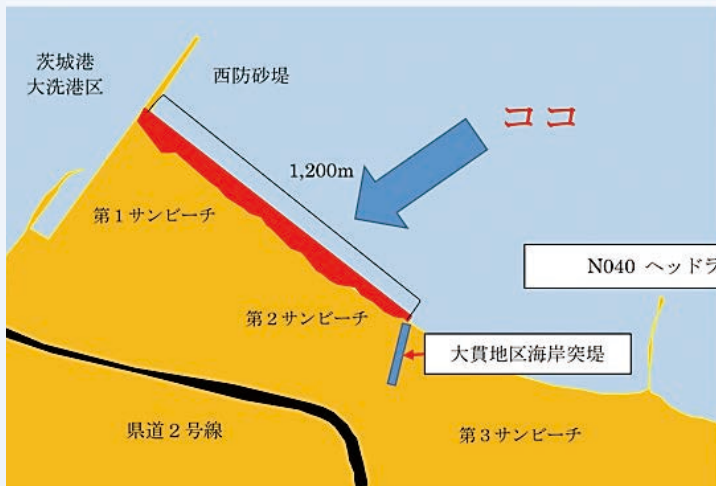 茨城港
大洗港区
西防砂堤
ココ
1,200m
第1サンビーチ
N040 ヘッドラ
第2サンビーチ
大貫地区海岸突堤
県道2号線
第3サンビーチ